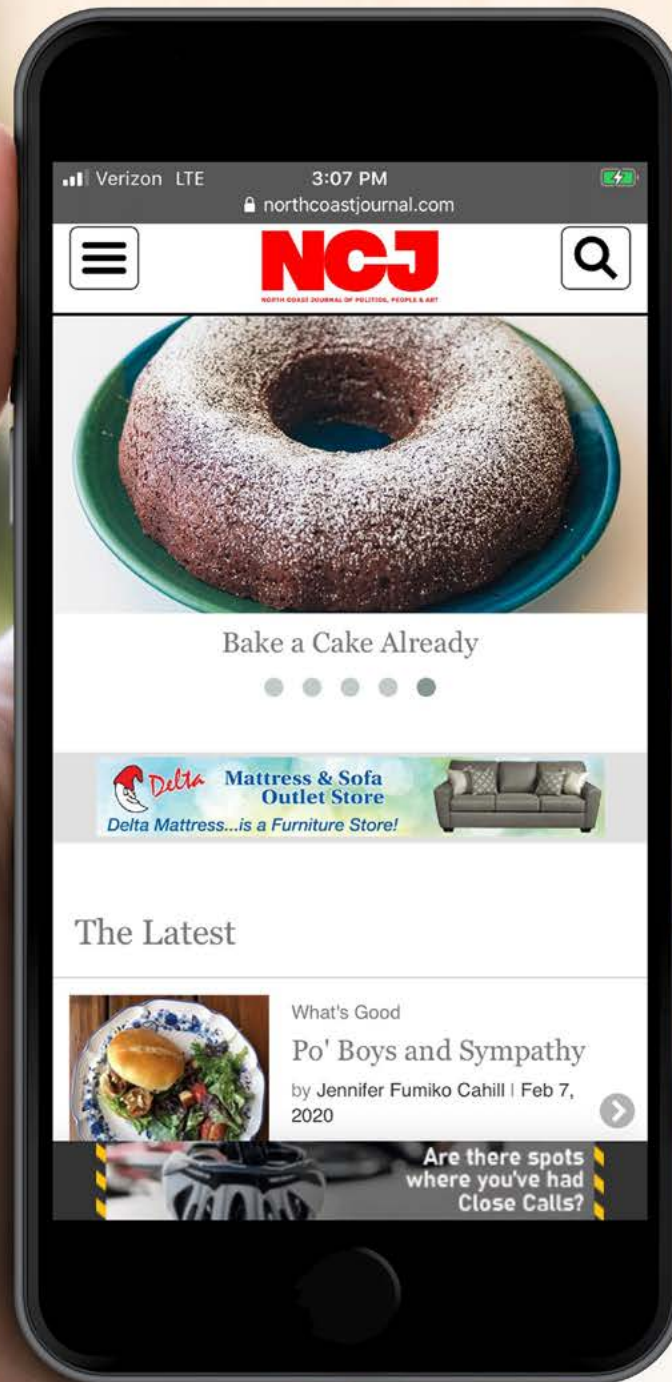 Verizon LTE 3:07 PM
northcoastjournal.com
NCJ
NORTH COAST JOURNAL OF POLITICS, PEOPLE & ART
Bake a Cake Already
Delta Mattress & Sofa
Outlet Store
Delta Mattress...is a Furniture Store!
The Latest
What's Good
Po' Boys and Sympathy
by Jennifer Fumiko Cahill | Feb 7,
2020
Are there spots
where you've had
Close Calls?